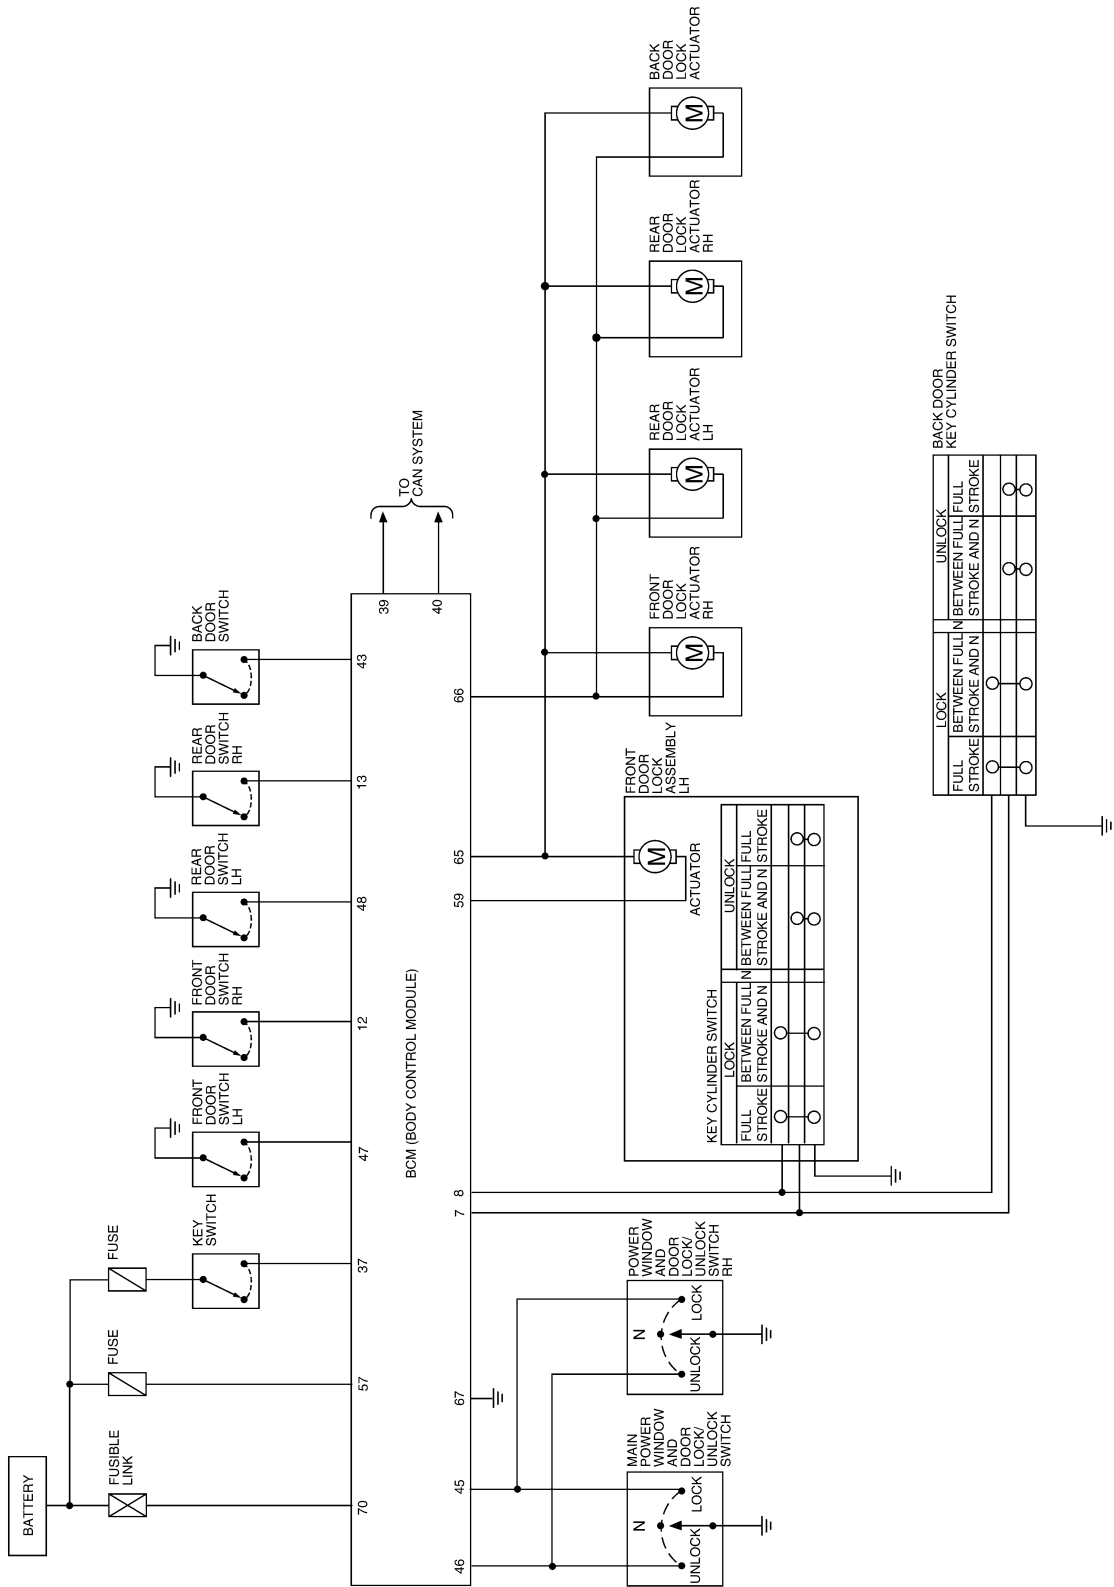 BATTERY
FUSIBLE
LINK
FUSE
FUSE
KEY
SWITCH
FRONT
DOOR
SWITCH
LH
FRONT
DOOR
SWITCH
RH
REAR
DOOR
SWITCH
LH
REAR
DOOR
SWITCH
RH
BACK
DOOR
SWITCH
70
57
37
47
12
48
13
43
39
40
TO
CAN SYSTEM
BCM (BODY CONTROL MODULE)
46
45
67
7
8
59
65
66
MAIN
POWER
WINDOW
AND
DOOR
LOCK/
UNLOCK
SWITCH
N
UNLOCK
LOCK
POWER
WINDOW
AND
DOOR
LOCK/
UNLOCK
SWITCH
RH
N
UNLOCK
LOCK
FRONT
DOOR
LOCK
ASSEMBLY
LH
M
ACTUATOR
KEY CYLINDER SWITCH
LOCK
UNLOCK
FULL
STROKE
BETWEEN FULL
STROKE AND N
N
BETWEEN FULL
STROKE AND N
FULL
STROKE
FRONT
DOOR
LOCK
ACTUATOR
RH
M
REAR
DOOR
LOCK
ACTUATOR
LH
M
REAR
DOOR
LOCK
ACTUATOR
RH
M
BACK
DOOR
LOCK
ACTUATOR
M
BACK DOOR
KEY CYLINDER SWITCH
LOCK
UNLOCK
FULL
STROKE
BETWEEN FULL
STROKE AND N
N
BETWEEN FULL
STROKE AND N
FULL
STROKE